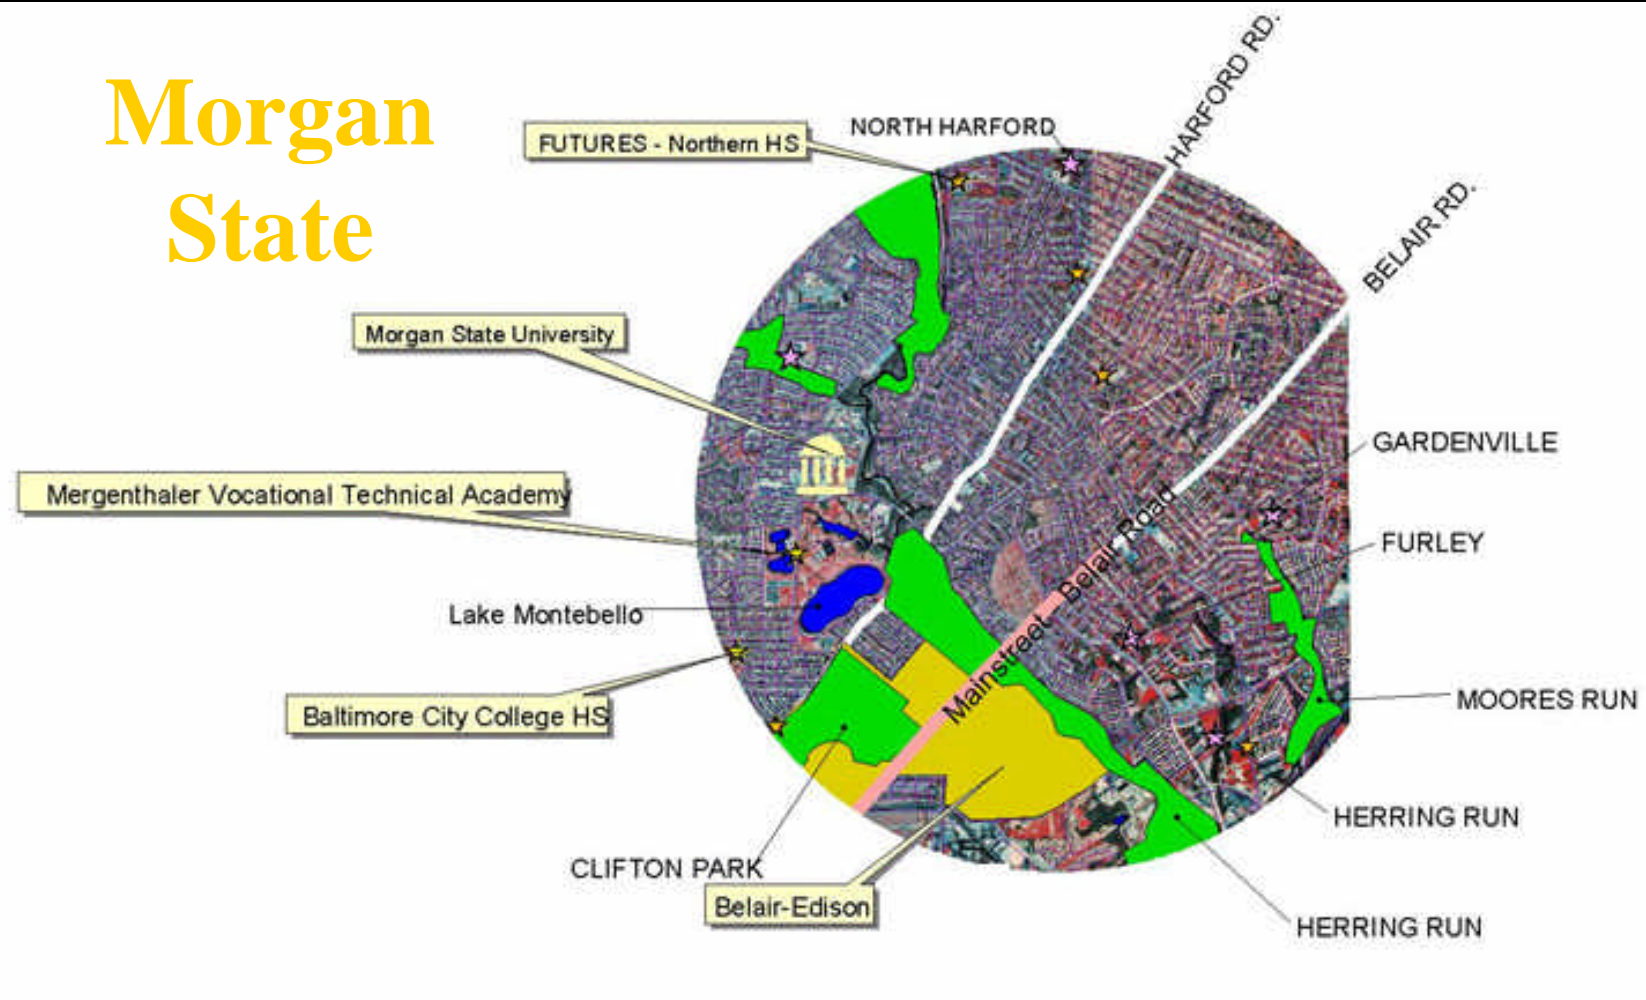 Morgan
State
FUTURES - Northern HS
NORTH HARFORD
HARFORD RD.
BELAIR RD.
Morgan State University
GARDENVILLE
Mergenthaler Vocational Technical Academy
FURLEY
Mainstreet Belair Road
Lake Montebello
MOORES RUN
Baltimore City College HS
HERRING RUN
CLIFTON PARK
Belair-Edison
HERRING RUN